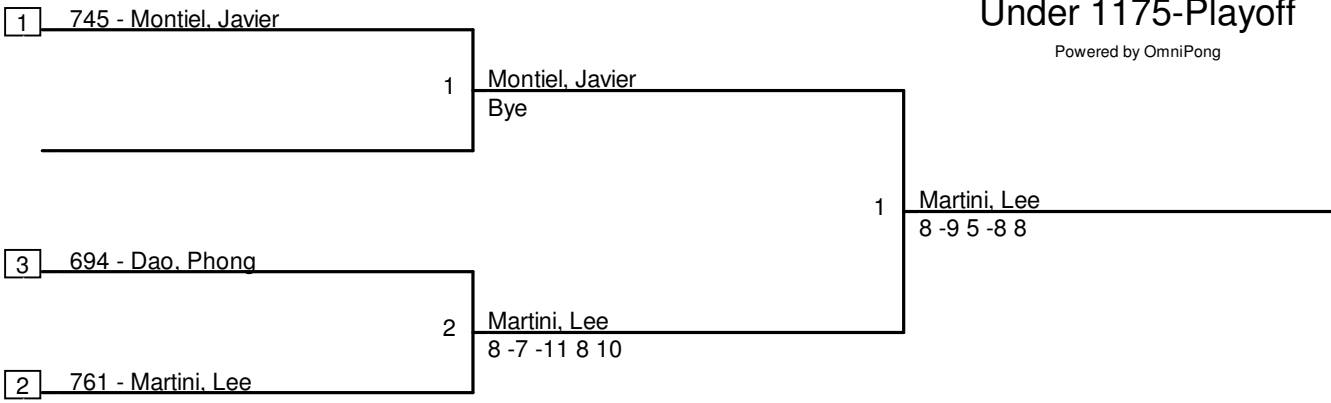 Under 1175-Playoff
Powered by OmniPong
1 745 - Montiel, Javier
1 Montiel, Javier
Bye
1 Martini, Lee
8 -9 5 -8 8
3 694 - Dao, Phong
2 Martini, Lee
8 -7 -11 8 10
2 761 - Martini, Lee